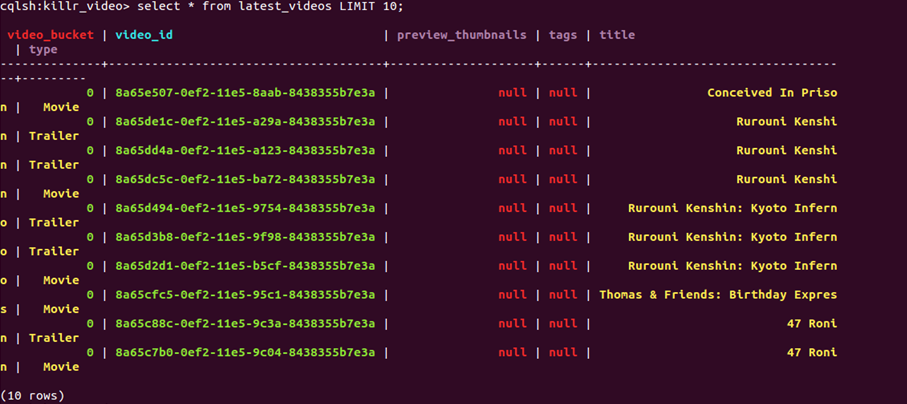 cqlsh:killr_video> select * from latest_videos LIMIT 10;
video_bucket | video_id | preview_thumbnails | tags | title
| type
--------------+--------------------------------------+--------------------+------+----------------------------------
--+---------
0 | 8a65e507-0ef2-11e5-8aab-8438355b7e3a | null | null | Conceived In Priso
n | Movie
0 | 8a65de1c-0ef2-11e5-a29a-8438355b7e3a | null | null | Rurouni Kenshi
n | Trailer
0 | 8a65dd4a-0ef2-11e5-a123-8438355b7e3a | null | null | Rurouni Kenshi
n | Trailer
0 | 8a65dc5c-0ef2-11e5-ba72-8438355b7e3a | null | null | Rurouni Kenshi
n | Movie
0 | 8a65d494-0ef2-11e5-9754-8438355b7e3a | null | null | Rurouni Kenshin: Kyoto Infern
o | Trailer
0 | 8a65d3b8-0ef2-11e5-9f98-8438355b7e3a | null | null | Rurouni Kenshin: Kyoto Infern
o | Trailer
0 | 8a65d2d1-0ef2-11e5-b5cf-8438355b7e3a | null | null | Rurouni Kenshin: Kyoto Infern
o | Movie
0 | 8a65cfc5-0ef2-11e5-95c1-8438355b7e3a | null | null | Thomas & Friends: Birthday Expres
s | Movie
0 | 8a65c88c-0ef2-11e5-9c3a-8438355b7e3a | null | null | 47 Roni
n | Trailer
0 | 8a65c7b0-0ef2-11e5-9c04-8438355b7e3a | null | null | 47 Roni
n | Movie
(10 rows)